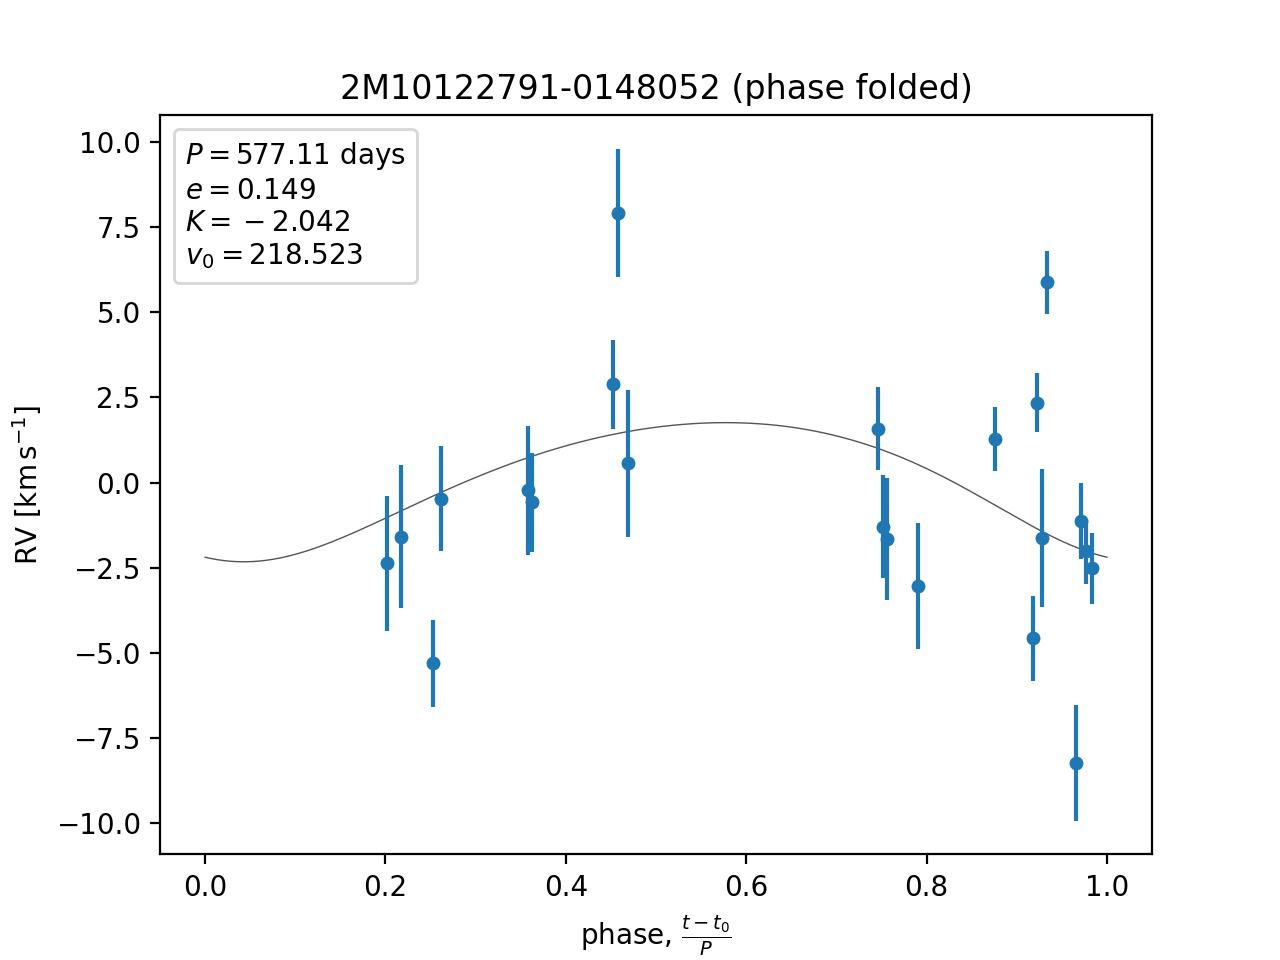 2M10122791-0148052 (phase folded)
P = 577.11 days
e = 0.149
K = −2.042
v₀ = 218.523
10.0
7.5
5.0
2.5
0.0
−2.5
−5.0
−7.5
−10.0
RV [km s⁻¹]
0.0 0.2 0.4 0.6 0.8 1.0
phase, (t − t₀)/P